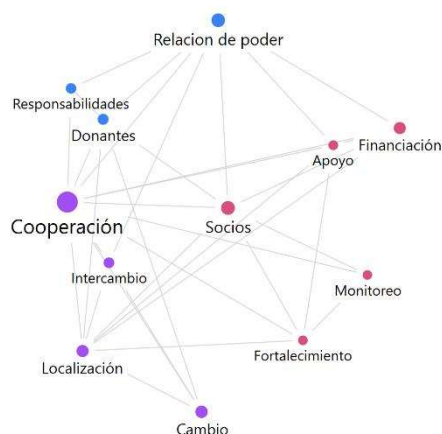 Relacion de poder
Responsabilidades
Donantes
Financiación
Apoyo
Cooperación
Socios
Intercambio
Monitoreo
Fortalecimiento
Localización
Cambio